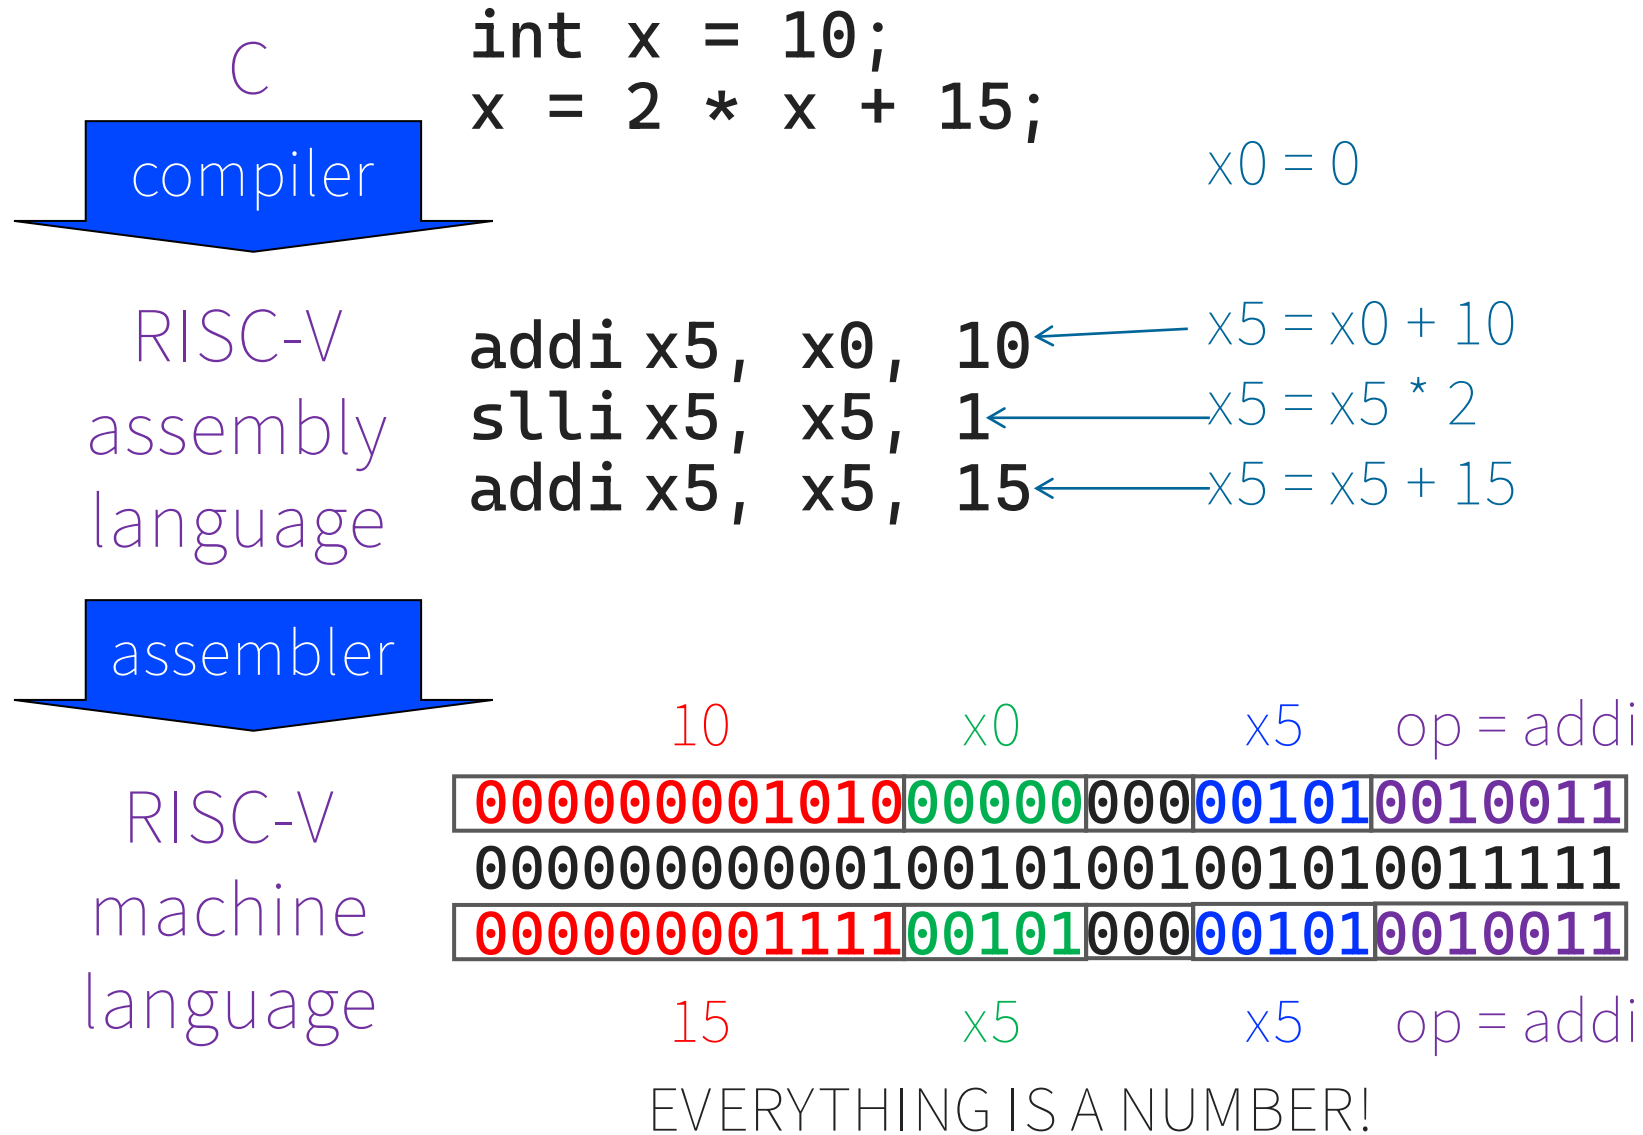 C
int x = 10;
x = 2 * x + 15;
compiler
x0 = 0
RISC-V
assembly
language
addi x5, x0, 10
slli x5, x5, 1
addi x5, x5, 15
x5 = x0 + 10
x5 = x5 * 2
x5 = x5 + 15
assembler
10 x0 x5 op = addi
RISC-V
machine
language
00000000101000000000001010010011
00000000000100101001001010011111
00000000111100101000001010010011
15 x5 x5 op = addi
EVERYTHING IS A NUMBER!